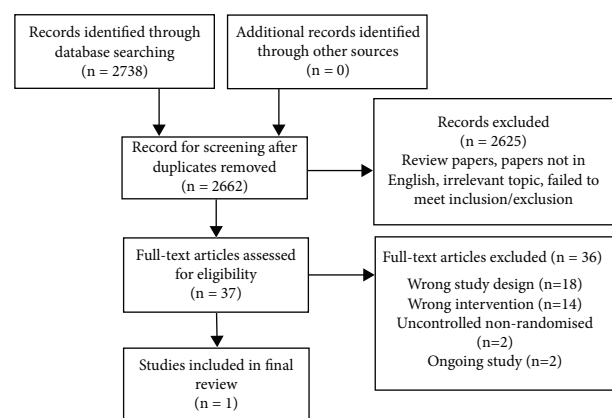 Records identified through
database searching
(n = 2738)
Additional records identified
through other sources
(n = 0)
Record for screening after
duplicates removed
(n = 2662)
Records excluded
(n = 2625)
Review papers, papers not in
English, irrelevant topic, failed to
meet inclusion/exclusion
Full-text articles assessed
for eligibility
(n = 37)
Full-text articles excluded (n = 36)
Wrong study design (n=18)
Wrong intervention (n=14)
Uncontrolled non-randomised
(n=2)
Ongoing study (n=2)
Studies included in final
review
(n = 1)